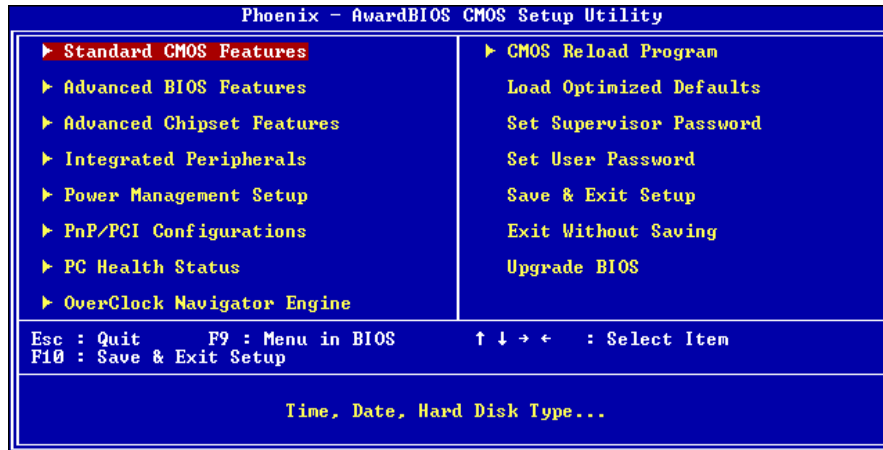 Phoenix - AwardBIOS CMOS Setup Utility
▶ Standard CMOS Features
▶ Advanced BIOS Features
▶ Advanced Chipset Features
▶ Integrated Peripherals
▶ Power Management Setup
▶ PnP/PCI Configurations
▶ PC Health Status
▶ OverClock Navigator Engine
▶ CMOS Reload Program
Load Optimized Defaults
Set Supervisor Password
Set User Password
Save & Exit Setup
Exit Without Saving
Upgrade BIOS
Esc : Quit F9 : Menu in BIOS ↑ ↓ → ← : Select Item
F10 : Save & Exit Setup
Time, Date, Hard Disk Type...